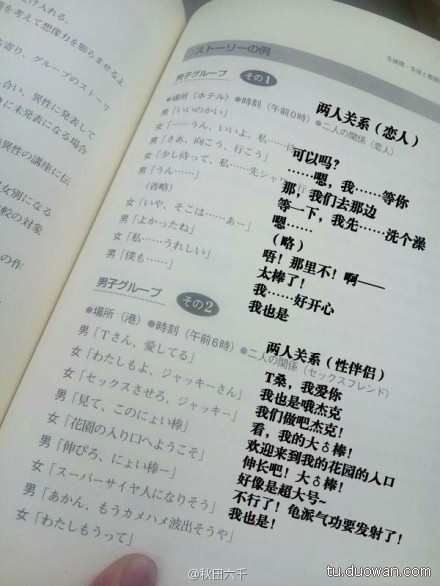 け入れる、
を考えて想像力を働らませるよ
寄り、グループのストーリ
合い、異性に発表して
に未発表になる場合
異性の講座に伝
女別になる
較の対象
の作
ストーリーの例
男子グループ その1
●場所(ホテル) ●時刻(午前0時) ●二人の関係(恋人)
两人关系(恋人)
男「いいのかい」
可以吗?
女「……うん、いいよ、私……
……嗯,我……等你
男「さあ、向こう、行こう」
那,我们去那边
女「少し待って、私……先シャ
等一下,我先……洗个澡
男「うん……」
嗯……
(省略)
(略)
女「いや、そこは……あー」
唔!那里不!啊——
男「よかったね」
太棒了!
女「私……うれしい」
我……好开心
男「僕も……」
我也是
男子グループ その2
●場所(港) ●時刻(午前6時) ●二人の関係(セックスフレンド)
两人关系(性伴侣)
男「Tさん、愛してる」
T桑,我爱你
女「わたしもよ、ジャッキーさん」
我也是哦杰克
女「セックスさせろ、ジャッキー」
我们做吧杰克!
男「見て、このにょい棒」
看,我的大♂棒!
女「花園の入り口へようこそ」
欢迎来到我的花园的入口
男「伸びろ、にょい棒ー」
伸长吧!大♂棒!
女「スーパーサイヤ人になりそう」
好像是超大号~
男「あかん、もうカメハメ波出そうや」
不行了!龟派气功要发射了!
女「わたしもうって」
我也是!
@秋田六千
tu.duowan.com